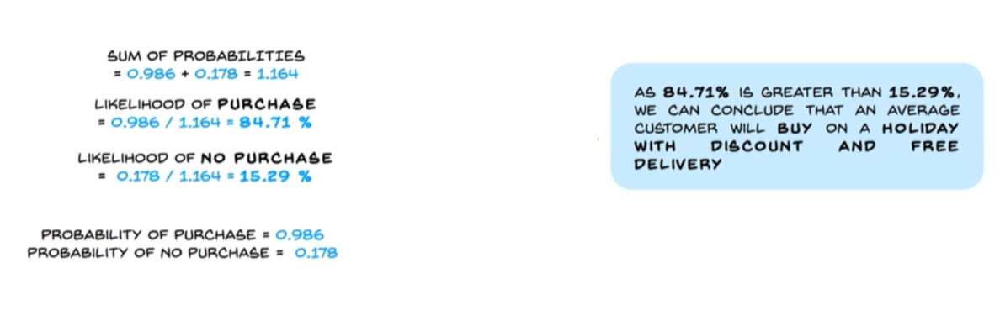 SUM OF PROBABILITIES
= 0.986 + 0.178 = 1.164
LIKELIHOOD OF PURCHASE
= 0.986 / 1.164 = 84.71 %
LIKELIHOOD OF NO PURCHASE
= 0.178 / 1.164 = 15.29 %
PROBABILITY OF PURCHASE = 0.986
PROBABILITY OF NO PURCHASE = 0.178
AS 84.71% IS GREATER THAN 15.29%,
WE CAN CONCLUDE THAT AN AVERAGE
CUSTOMER WILL BUY ON A HOLIDAY
WITH DISCOUNT AND FREE
DELIVERY